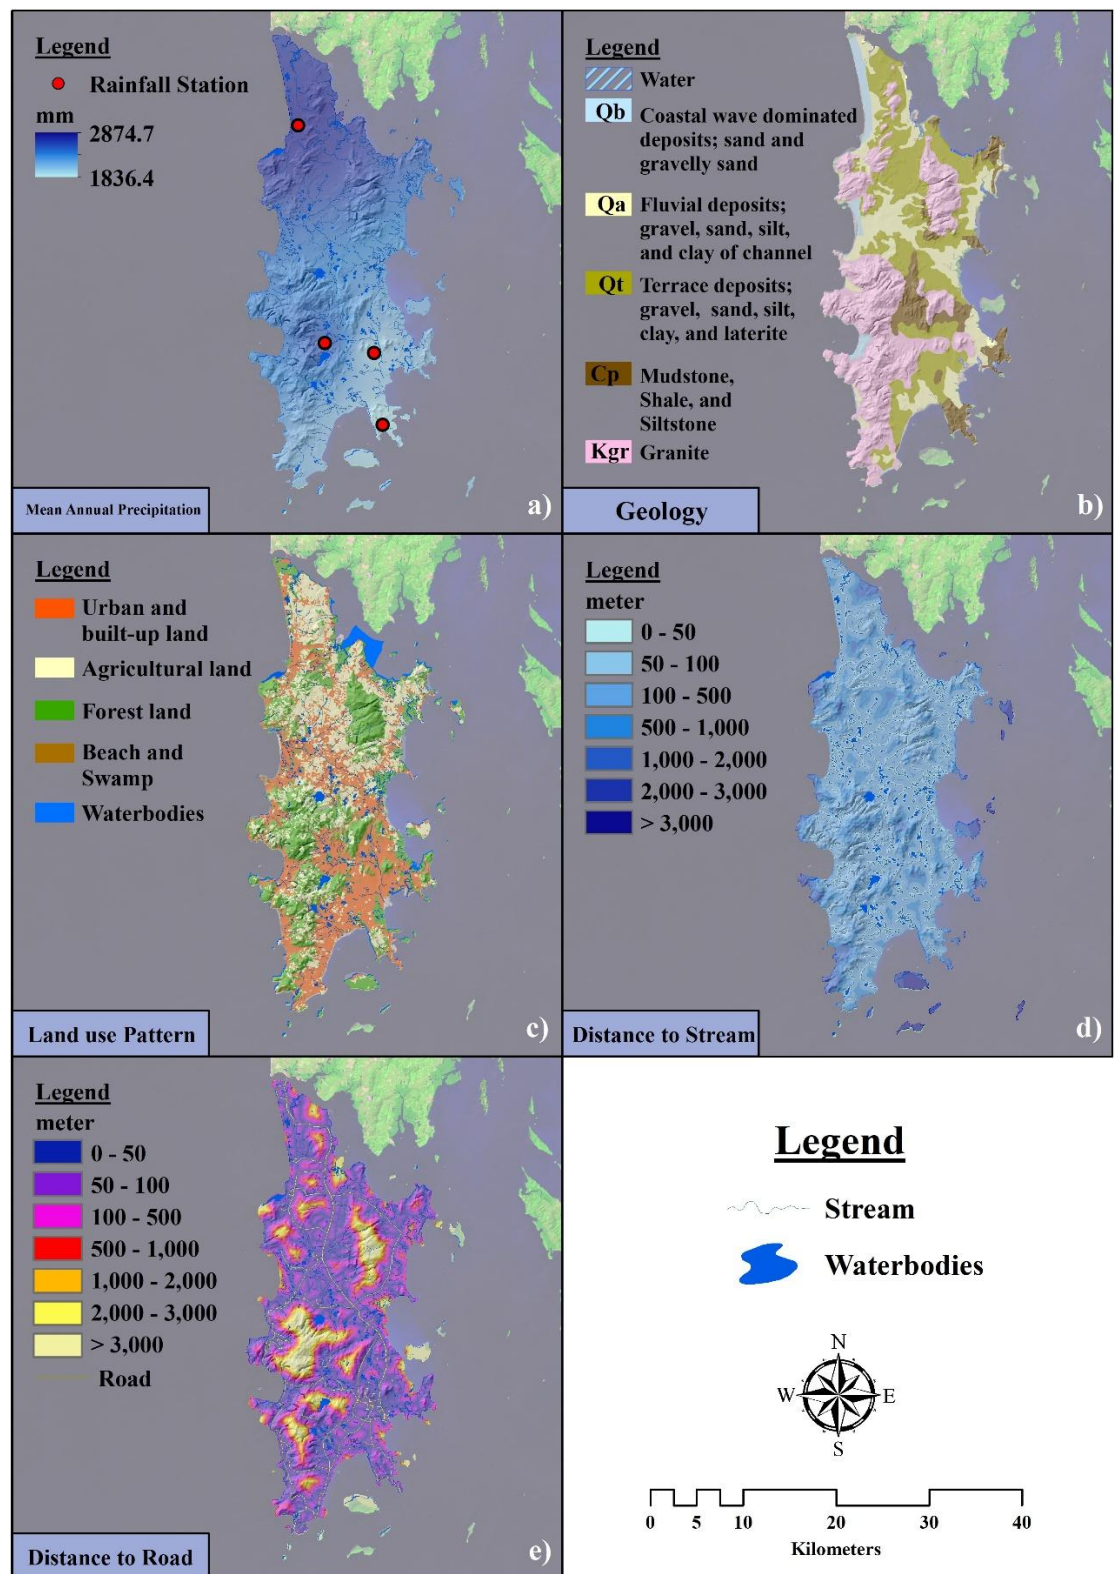 Legend
Rainfall Station
mm
2874.7
1836.4
Mean Annual Precipitation
a)
Legend
Water
Qb Coastal wave dominated
deposits; sand and
gravelly sand
Qa Fluvial deposits;
gravel, sand, silt,
and clay of channel
Qt Terrace deposits;
gravel, sand, silt,
clay, and laterite
Cp Mudstone,
Shale, and
Siltstone
Kgr Granite
Geology
b)
Legend
Urban and
built-up land
Agricultural land
Forest land
Beach and
Swamp
Waterbodies
Land use Pattern
c)
Legend
meter
0 - 50
50 - 100
100 - 500
500 - 1,000
1,000 - 2,000
2,000 - 3,000
> 3,000
Distance to Stream
d)
Legend
meter
0 - 50
50 - 100
100 - 500
500 - 1,000
1,000 - 2,000
2,000 - 3,000
> 3,000
Road
Distance to Road
e)
Legend
Stream
Waterbodies
N
W E
S
0 5 10 20 30 40
Kilometers